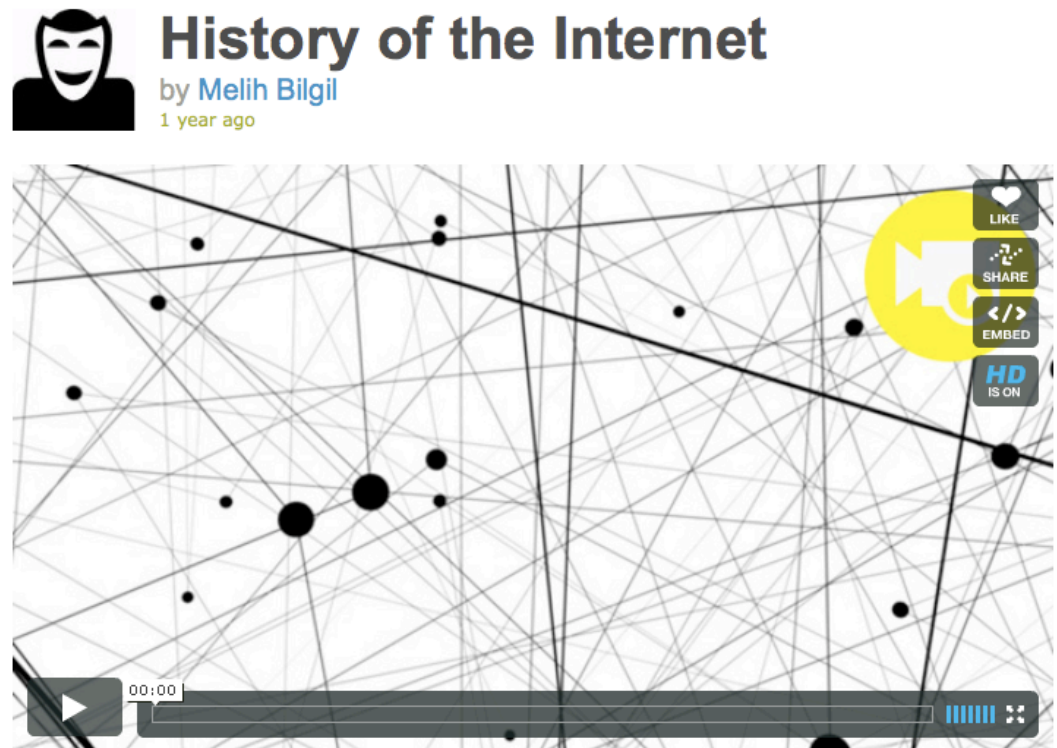 History of the Internet
by Melih Bilgil
1 year ago
LIKE
SHARE
</>
EMBED
HD
IS ON
00:00